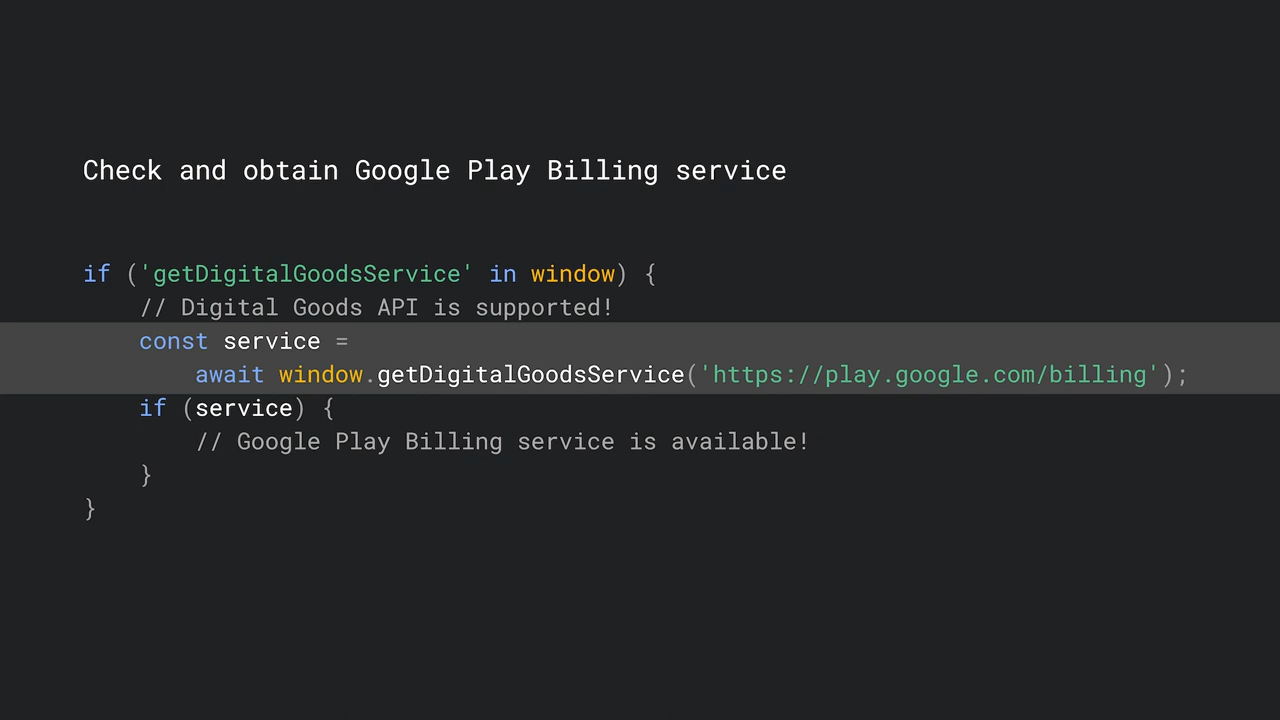 Check and obtain Google Play Billing service
if ('getDigitalGoodsService' in window) {
    // Digital Goods API is supported!
    const service =
        await window.getDigitalGoodsService('https://play.google.com/billing');
    if (service) {
        // Google Play Billing service is available!
    }
}